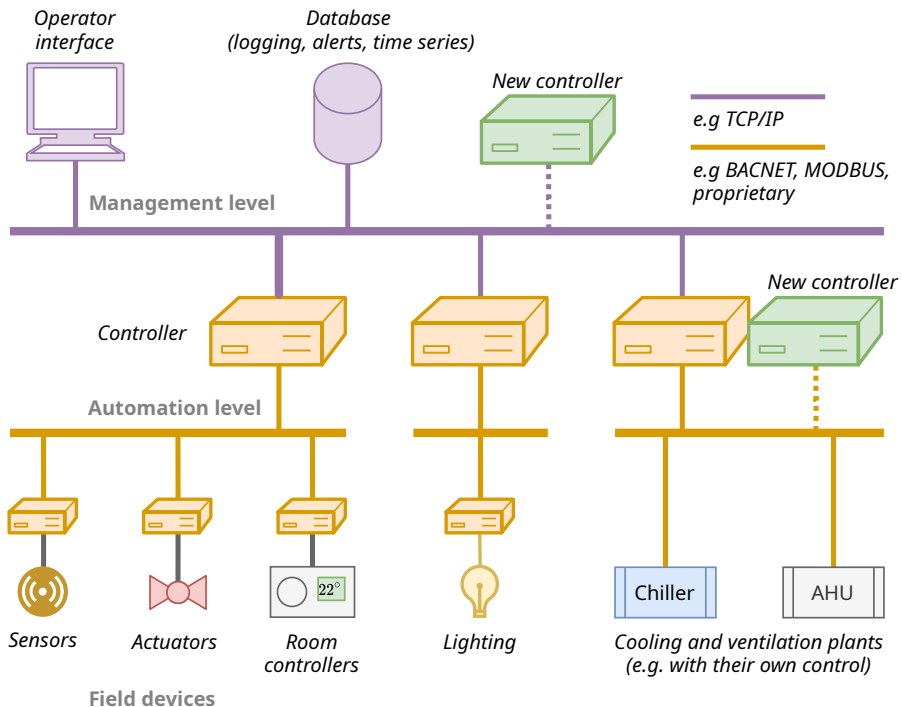 Operator
interface
Database
(logging, alerts, time series)
New controller
e.g TCP/IP
e.g BACNET, MODBUS,
proprietary
Management level
New controller
Controller
Automation level
22°
Chiller
AHU
Sensors
Actuators
Room
controllers
Lighting
Cooling and ventilation plants
(e.g. with their own control)
Field devices